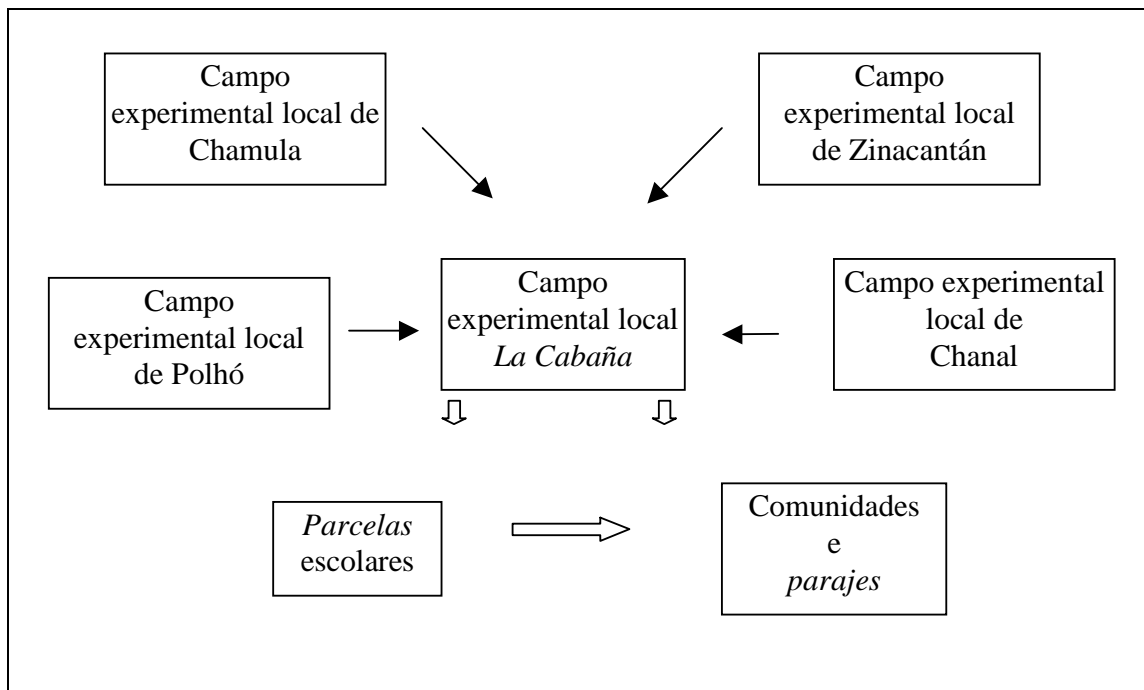 Campo
experimental local de
Chamula
Campo
experimental local
de Zinacantán
Campo
experimental local
de Polhó
Campo
experimental local
La Cabaña
Campo experimental
local de
Chanal
Parcelas
escolares
Comunidades
e
parajes